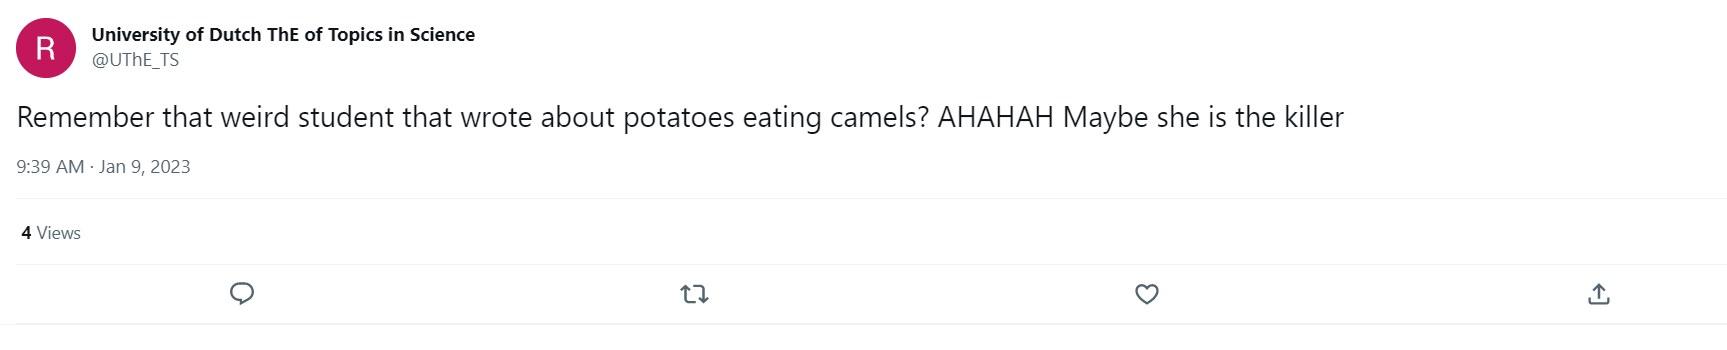 R
University of Dutch ThE of Topics in Science
@UThE_TS
Remember that weird student that wrote about potatoes eating camels? AHAHAH Maybe she is the killer
9:39 AM · Jan 9, 2023
4 Views